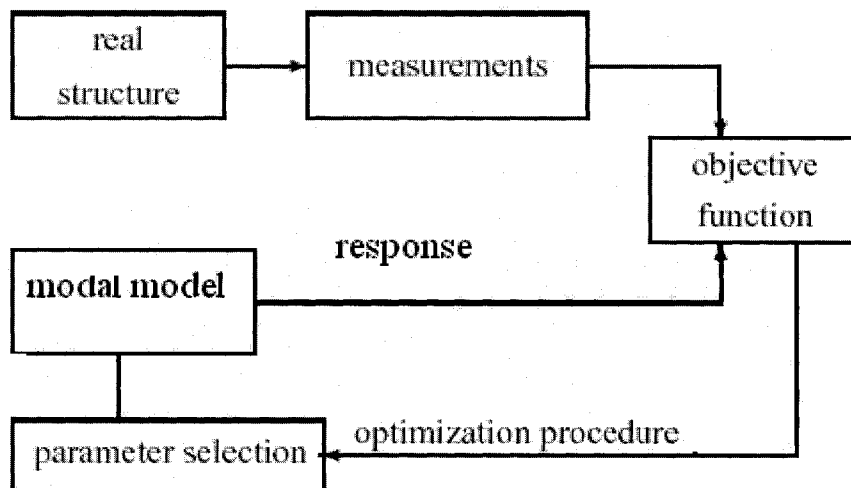 real
structure
measurements
objective
function
response
modal model
optimization procedure
parameter selection